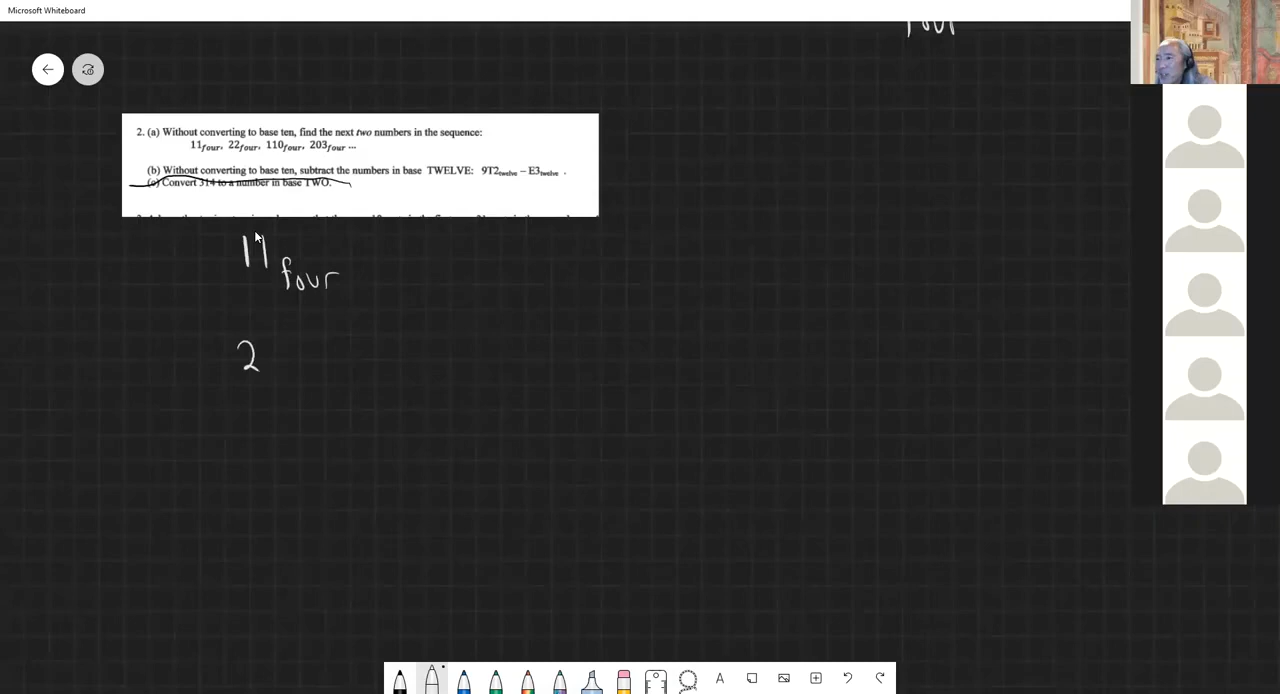 Microsoft Whiteboard
four
2. (a) Without converting to base ten, find the next two numbers in the sequence:
11four, 22four, 110four, 203four ...
(b) Without converting to base ten, subtract the numbers in base TWELVE: 9T2twelve – E3twelve .
(c) Convert 314 to a number in base TWO.
11 four
2
A